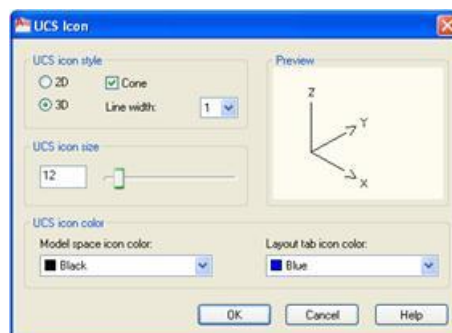 UCS Icon
UCS icon style
2D
Cone
3D
Line width:
1
Preview
Z
Y
X
UCS icon size
12
UCS icon color
Model space icon color:
Black
Layout tab icon color:
Blue
OK
Cancel
Help